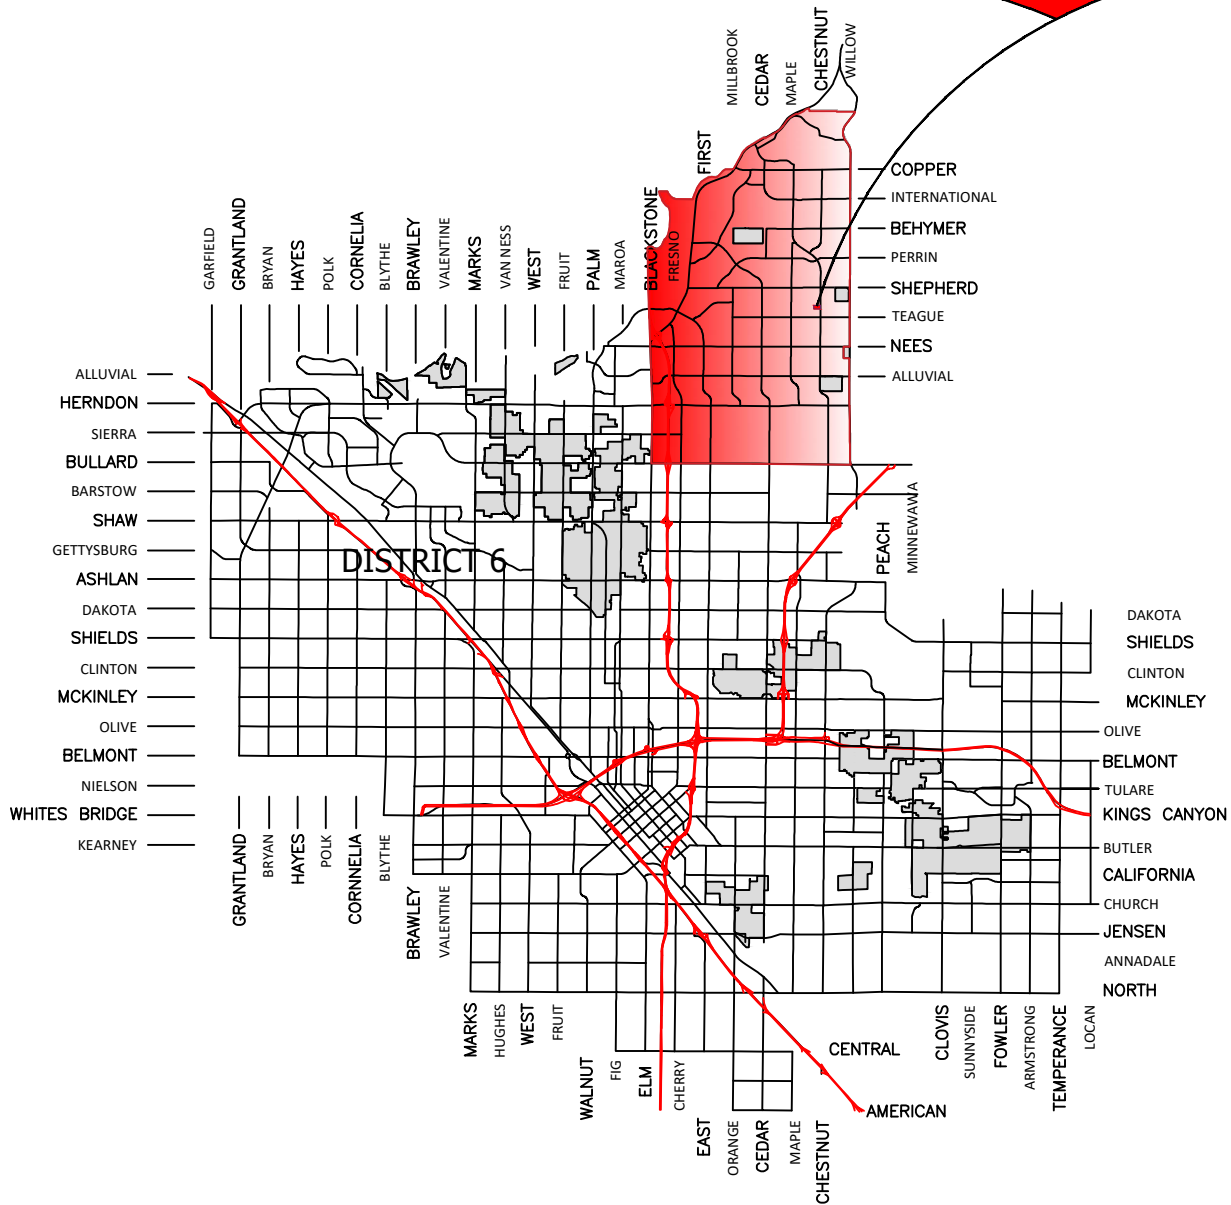 MILLBROOK
CEDAR
MAPLE
CHESTNUT
WILLOW
FIRST
COPPER
INTERNATIONAL
BEHYMER
PERRIN
SHEPHERD
TEAGUE
NEES
ALLUVIAL
GARFIELD
GRANTLAND
BRYAN
HAYES
POLK
CORNELIA
BLYTHE
BRAWLEY
VALENTINE
MARKS
VAN NESS
WEST
FRUIT
PALM
MAROA
BLACKSTONE
FRESNO
ALLUVIAL
HERNDON
SIERRA
BULLARD
BARSTOW
SHAW
GETTYSBURG
ASHLAN
DAKOTA
SHIELDS
CLINTON
MCKINLEY
OLIVE
BELMONT
NIELSON
WHITES BRIDGE
KEARNEY
DISTRICT 6
PEACH
MINNEWAWA
DAKOTA
SHIELDS
CLINTON
MCKINLEY
OLIVE
BELMONT
TULARE
KINGS CANYON
BUTLER
CALIFORNIA
CHURCH
JENSEN
ANNADALE
NORTH
GRANTLAND
BRYAN
HAYES
POLK
CORNNELIA
BLYTHE
BRAWLEY
VALENTINE
MARKS
HUGHES
WEST
FRUIT
WALNUT
FIG
ELM
CHERRY
EAST
ORANGE
CEDAR
MAPLE
CHESTNUT
CENTRAL
AMERICAN
CLOVIS
SUNNYSIDE
FOWLER
ARMSTRONG
TEMPERANCE
LOCAN